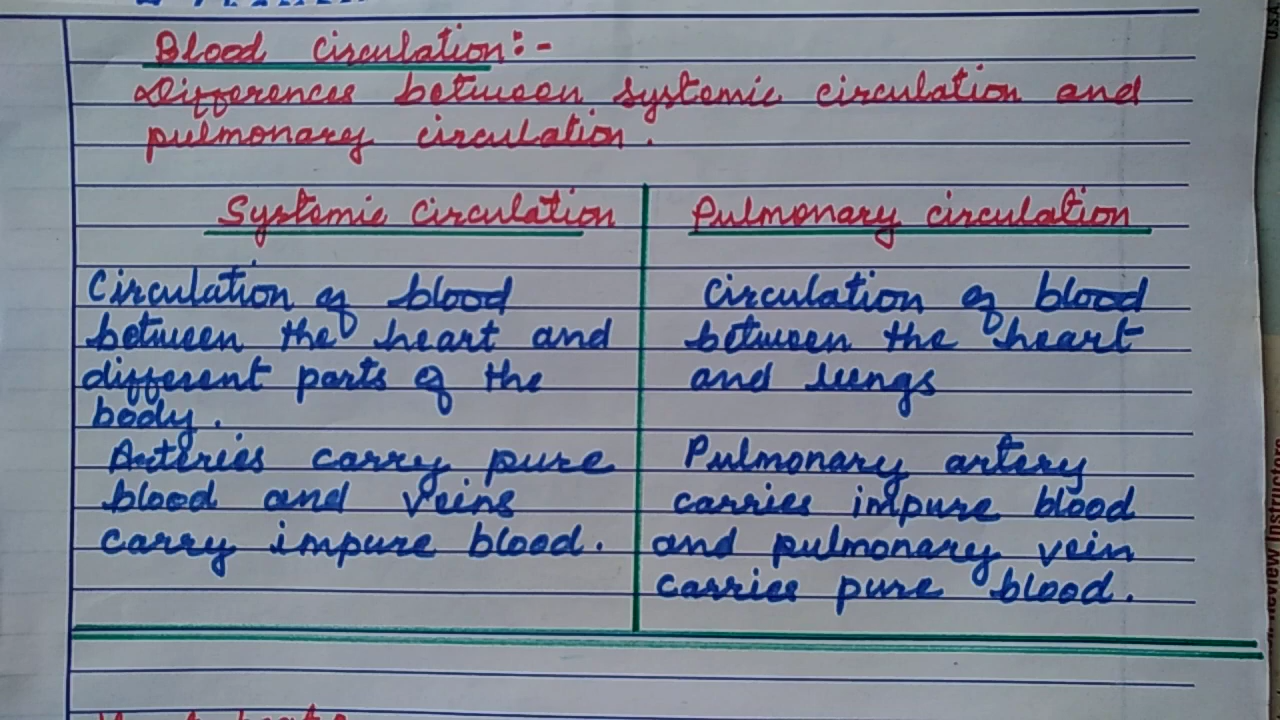 Blood circulation:-
Differences between systemic circulation and
pulmonary circulation.
Systemic Circulation
Pulmonary circulation
Circulation of blood
between the heart and
different parts of the
body.
Arteries carry pure
blood and veins
carry impure blood.
Circulation of blood
between the heart
and lungs
Pulmonary artery
carries impure blood
and pulmonary vein
carries pure blood.